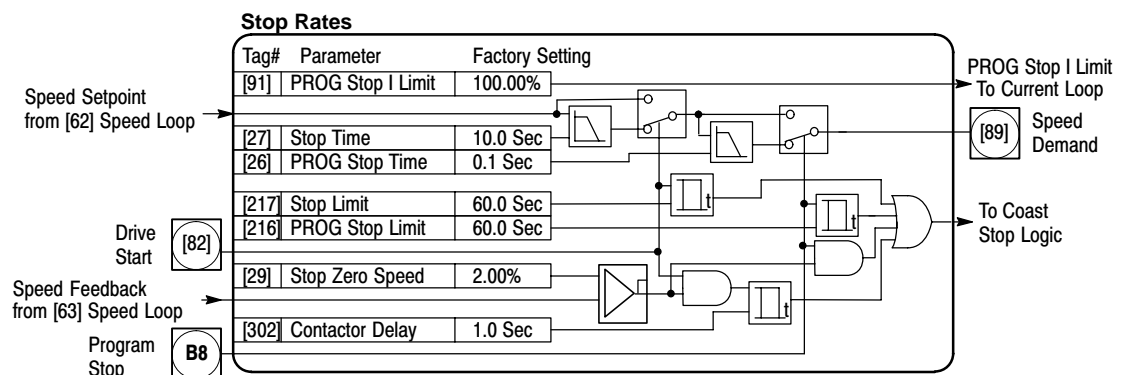 Stop Rates
Tag# Parameter Factory Setting
[91] PROG Stop I Limit 100.00%
PROG Stop I Limit
To Current Loop
Speed Setpoint
from [62] Speed Loop
[27] Stop Time 10.0 Sec
[26] PROG Stop Time 0.1 Sec
[89]
Speed
Demand
[217] Stop Limit 60.0 Sec
[216] PROG Stop Limit 60.0 Sec
t
t
To Coast
Stop Logic
Drive
Start
[82]
[29] Stop Zero Speed 2.00%
Speed Feedback
from [63] Speed Loop
t
[302] Contactor Delay 1.0 Sec
Program
Stop
B8